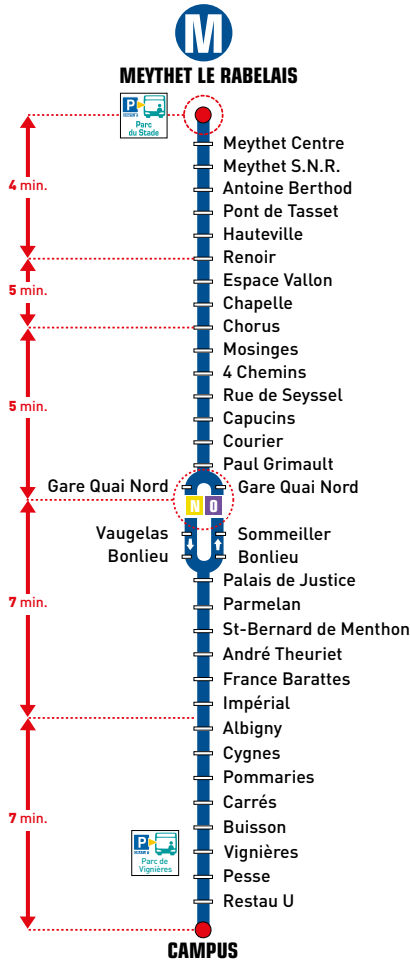 M
MEYTHET LE RABELAIS
P
Parc
du Stade
Meythet Centre
Meythet S.N.R.
Antoine Berthod
4 min.
Pont de Tasset
Hauteville
Renoir
Espace Vallon
5 min.
Chapelle
Chorus
Mosinges
4 Chemins
Rue de Seyssel
5 min.
Capucins
Courier
Paul Grimault
Gare Quai Nord
Gare Quai Nord
N O
Vaugelas
Sommeiller
Bonlieu
Bonlieu
Palais de Justice
7 min.
Parmelan
St-Bernard de Menthon
André Theuriet
France Barattes
Impérial
Albigny
Cygnes
Pommaries
Carrés
7 min.
Buisson
P
Parc de
Vignières
Vignières
Pesse
Restau U
CAMPUS